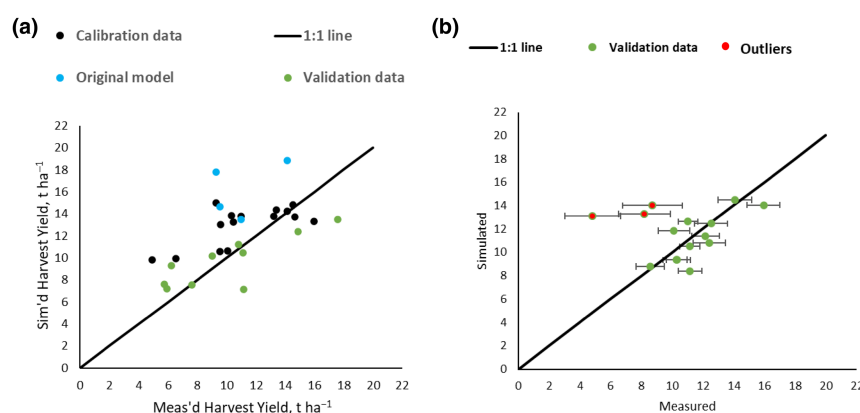 (a)
Calibration data
1:1 line
Original model
Validation data
22
20
18
16
14
12
10
8
6
4
2
0
Sim'd Harvest Yield, t ha⁻¹
0 2 4 6 8 10 12 14 16 18 20 22
Meas'd Harvest Yield, t ha⁻¹
(b)
1:1 line
Validation data
Outliers
22
20
18
16
14
12
10
8
6
4
2
0
Simulated
0 2 4 6 8 10 12 14 16 18 20 22
Measured